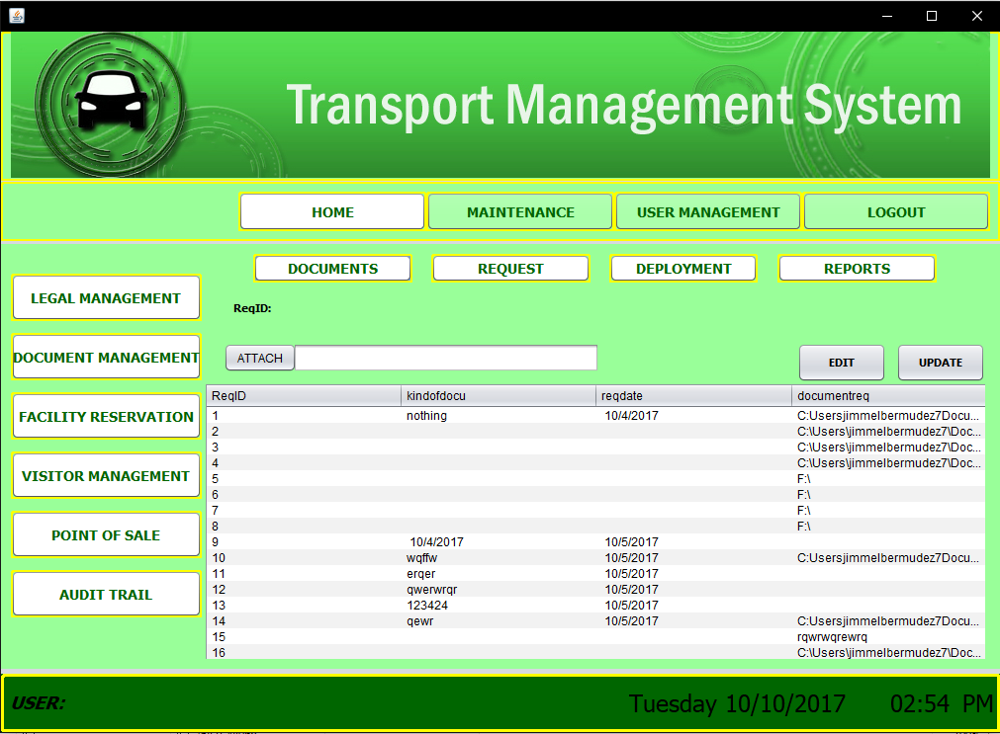 Transport Management System
HOME MAINTENANCE USER MANAGEMENT LOGOUT
DOCUMENTS REQUEST DEPLOYMENT REPORTS
LEGAL MANAGEMENT
DOCUMENT MANAGEMENT
FACILITY RESERVATION
VISITOR MANAGEMENT
POINT OF SALE
AUDIT TRAIL
ReqID:
ATTACH EDIT UPDATE
ReqID kindofdocu reqdate documentreq
1 nothing 10/4/2017 C:Usersjimmelbermudez7Docu...
2 C:\Users\jimmelbermudez7\Doc...
3 C:\Users\jimmelbermudez7\Doc...
4 C:\Users\jimmelbermudez7\Doc...
5 F:\
6 F:\
7 F:\
8 F:\
9 10/4/2017 10/5/2017
10 wqffw 10/5/2017 C:Usersjimmelbermudez7Docu...
11 erqer 10/5/2017
12 qwerwrqr 10/5/2017
13 123424 10/5/2017
14 qewr 10/5/2017 C:Usersjimmelbermudez7Docu...
15 rqwrwqrewrq
16 C:\Users\jimmelbermudez7\Doc...
USER: Tuesday 10/10/2017 02:54 PM